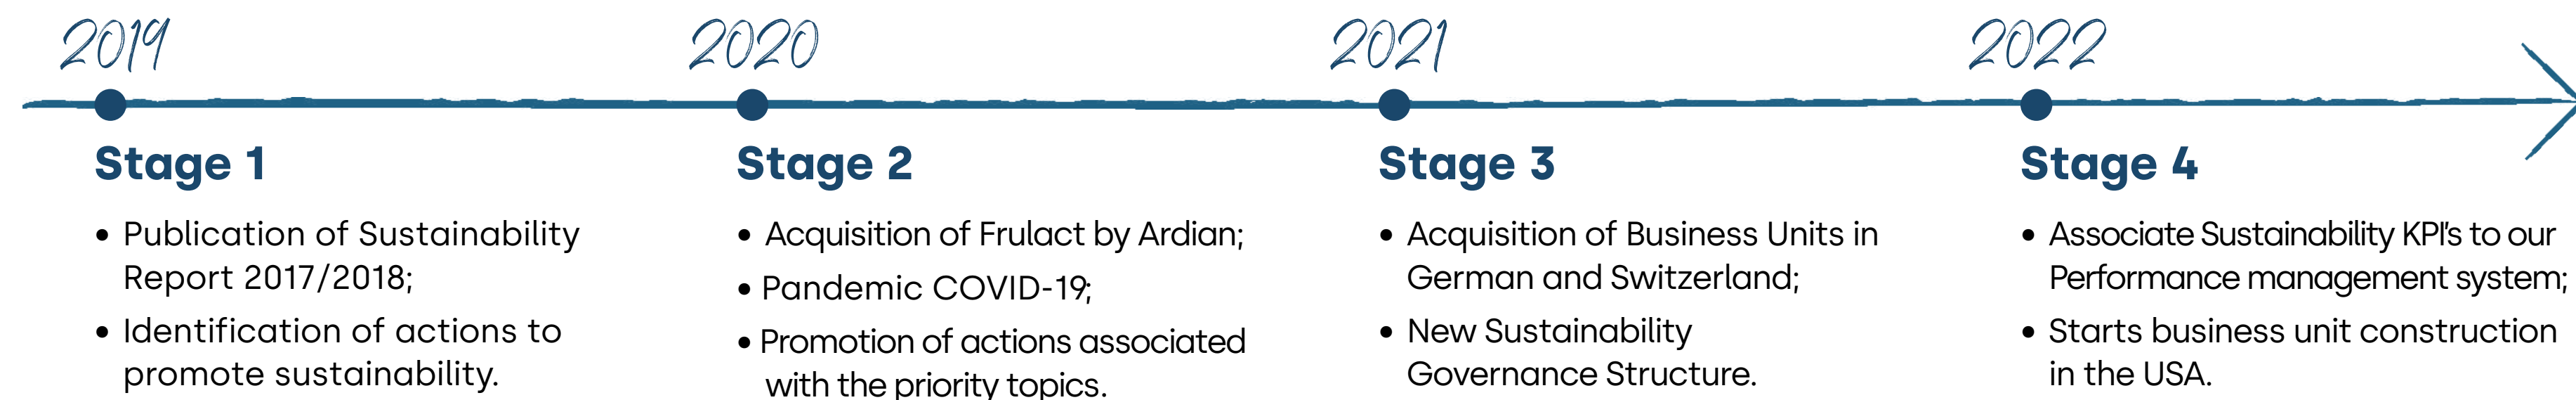 2019
Stage 1
• Publication of Sustainability
Report 2017/2018;
• Identification of actions to
promote sustainability.
2020
Stage 2
• Acquisition of Frulact by Ardian;
• Pandemic COVID-19;
• Promotion of actions associated
with the priority topics.
2021
Stage 3
• Acquisition of Business Units in
German and Switzerland;
• New Sustainability
Governance Structure.
2022
Stage 4
• Associate Sustainability KPI's to our
Performance management system;
• Starts business unit construction
in the USA.